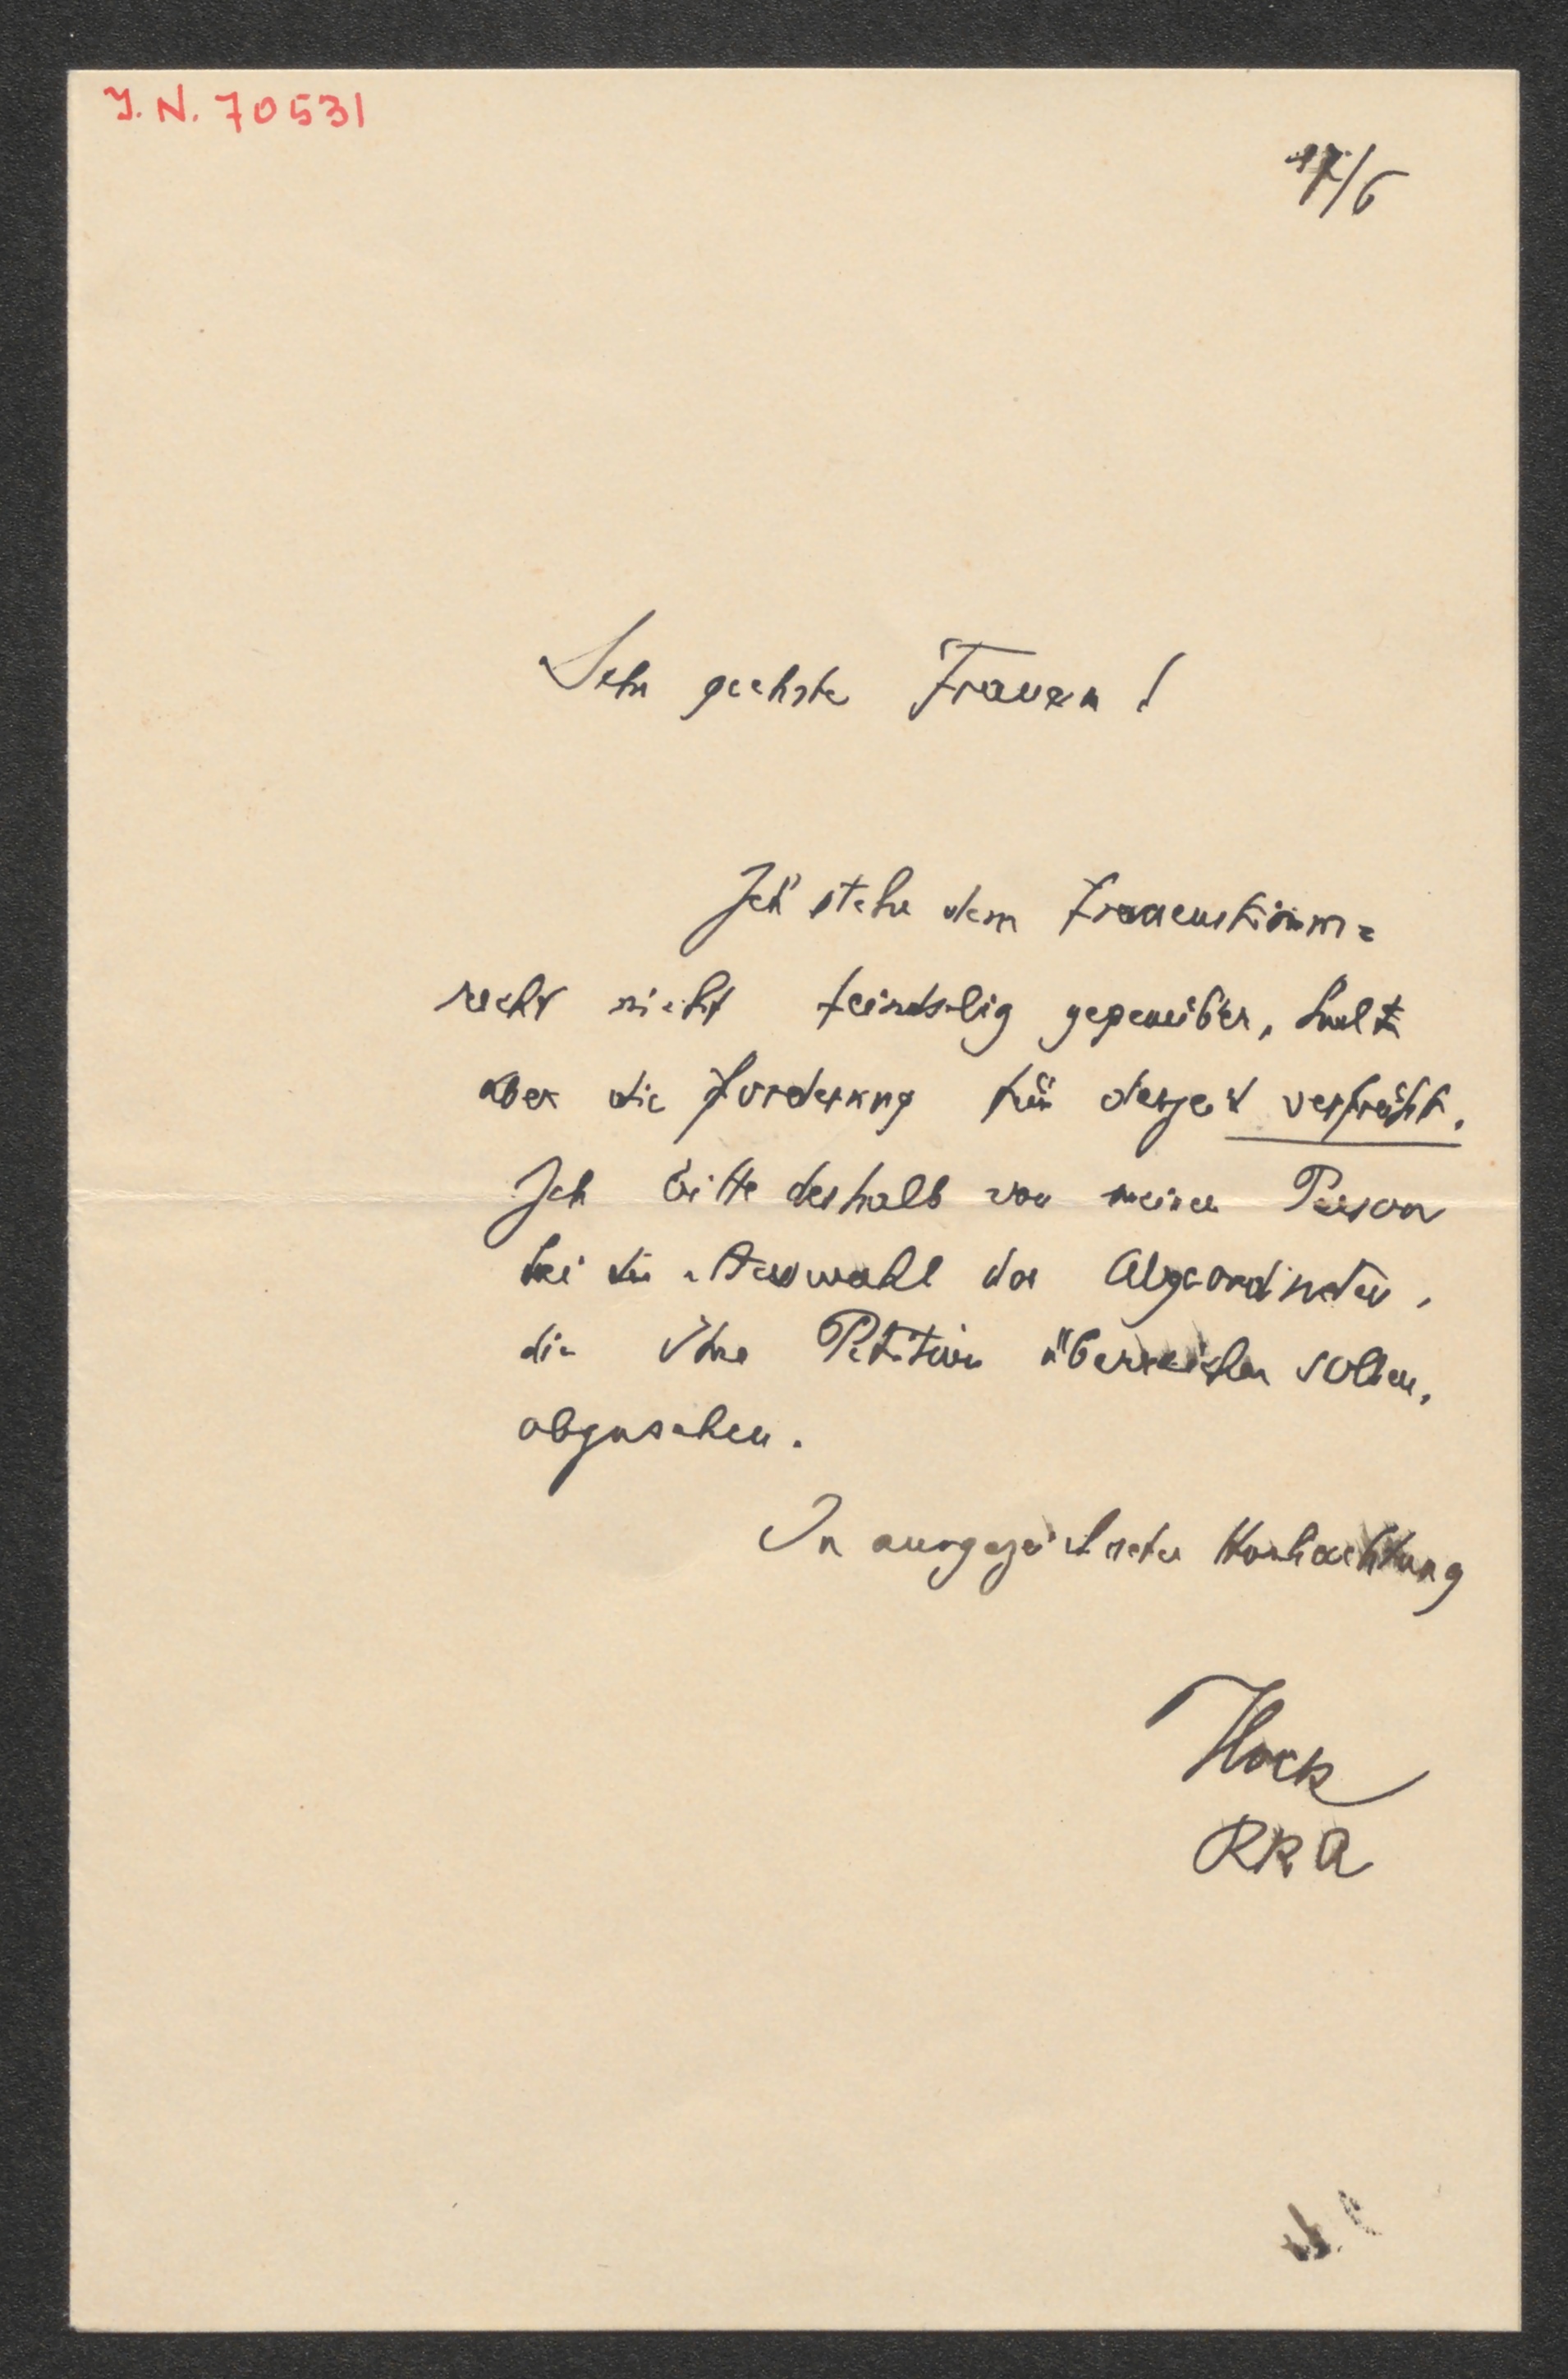 J. N. 70531
17/6
Sehr geehrte Frauen!
Ich stehe dem Frauenstimm=
recht nicht feindselig gegenüber, halte
aber die Forderung für derzeit verfrüht.
Ich bitte deshalb von meiner Person
bei der Auswahl der Abgeordneten,
die Ihre Petition überreichen sollen,
abzusehen.
In ausgezeichneter Hochachtung
Hock
RRA